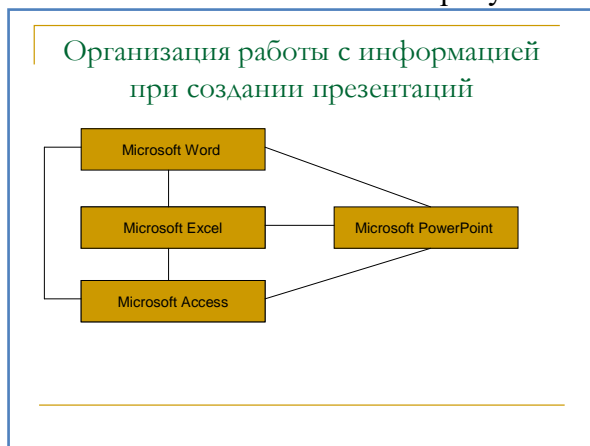 Организация работы с информацией
при создании презентаций
Microsoft Word
Microsoft Excel
Microsoft PowerPoint
Microsoft Access